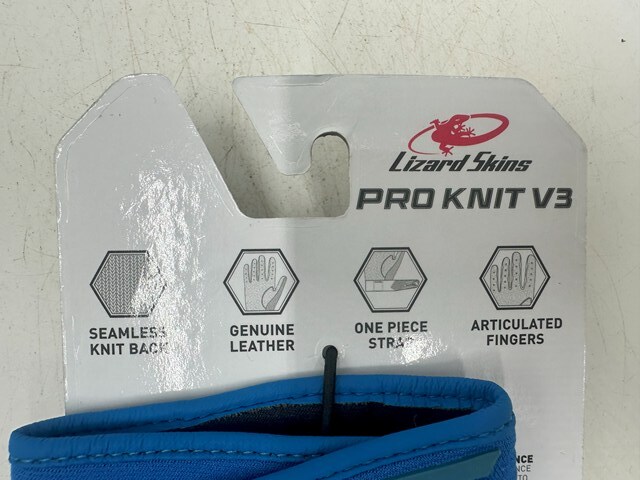 Lizard Skins
PRO KNIT V3
SEAMLESS
KNIT BACK
GENUINE
LEATHER
ONE PIECE
STRAP
ARTICULATED
FINGERS